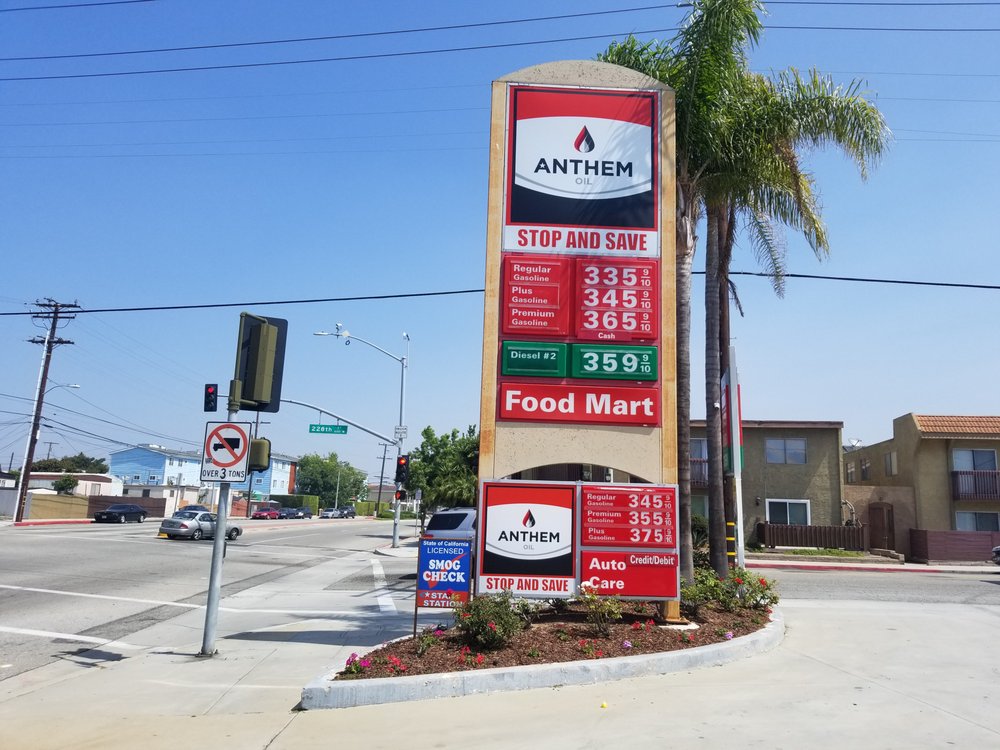 ANTHEM
OIL
STOP AND SAVE
Regular Gasoline 335 9/10
Plus Gasoline 345 9/10
Premium Gasoline 365 9/10
Cash
Diesel #2 359 9/10
Food Mart
ANTHEM
OIL
STOP AND SAVE
Regular Gasoline 345 9/10
Premium Gasoline 355 9/10
Plus Gasoline 375 9/10
Credit/Debit
Auto
Care
State of California
LICENSED
SMOG
CHECK
STAR
STATION
OVER 3 TONS
228th